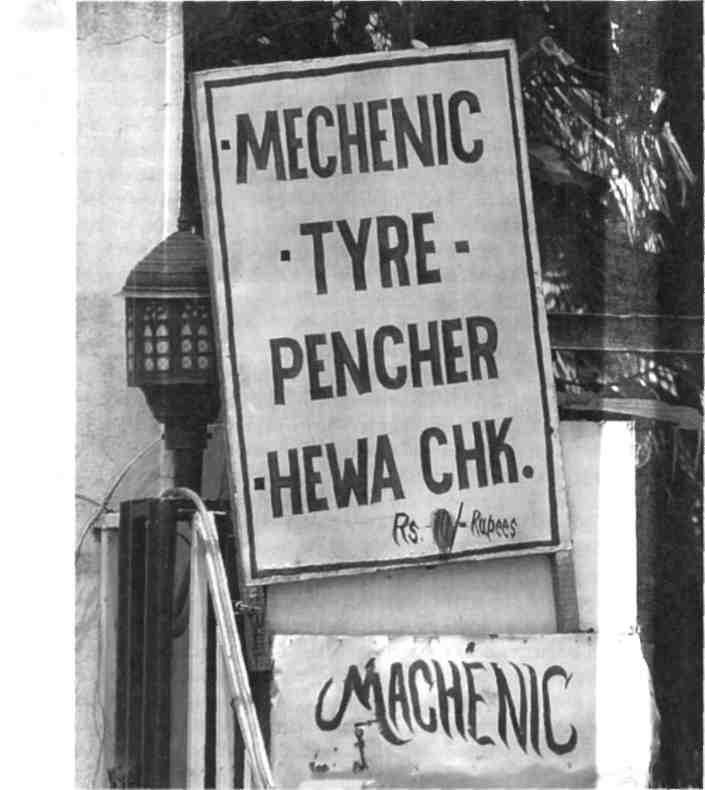 ·MECHENIC
·TYRE-
PENCHER
·HEWA CHK.
Rs. /- Rupees
MACHENIC